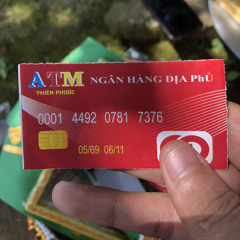 ATM NGÂN HÀNG ĐỊA PHỦ
THIÊN PHƯỚC
0001 4492 0781 7376
05/69 06/11